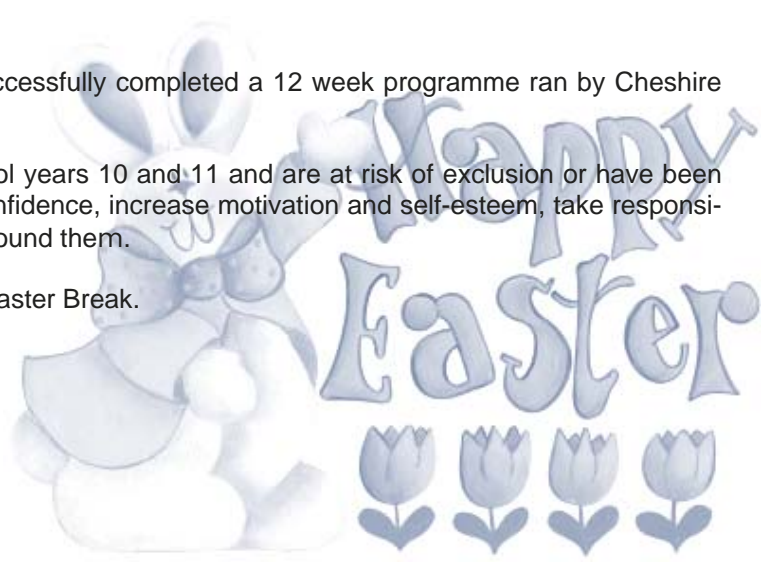 ccessfully completed a 12 week programme ran by Cheshire
ol years 10 and 11 and are at risk of exclusion or have been
nfidence, increase motivation and self-esteem, take responsi-
ound them.
aster Break.
Happy
Easter